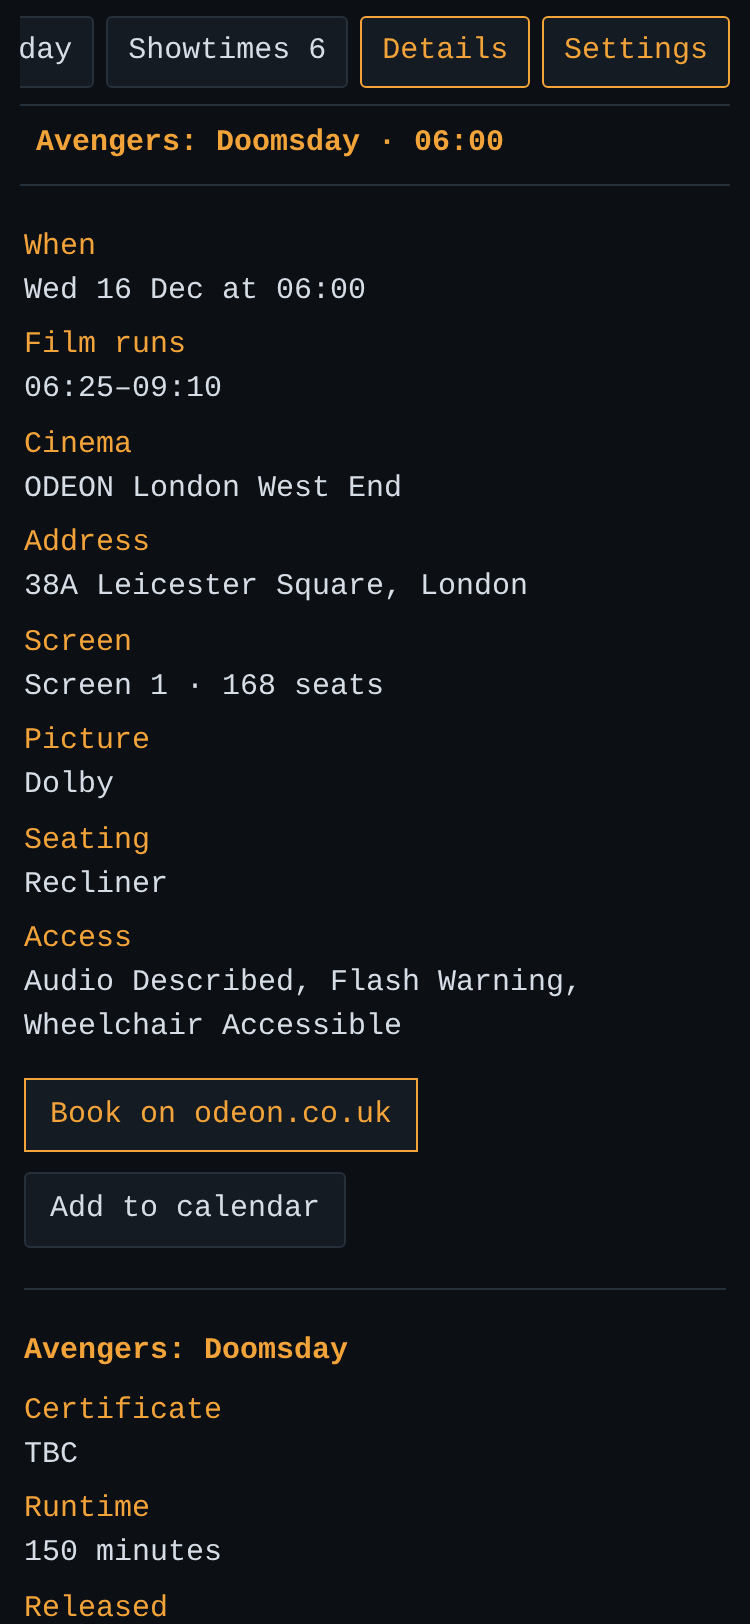 day
Showtimes 6
Details
Settings
Avengers: Doomsday · 06:00
When
Wed 16 Dec at 06:00
Film runs
06:25–09:10
Cinema
ODEON London West End
Address
38A Leicester Square, London
Screen
Screen 1 · 168 seats
Picture
Dolby
Seating
Recliner
Access
Audio Described, Flash Warning,
Wheelchair Accessible
Book on odeon.co.uk
Add to calendar
Avengers: Doomsday
Certificate
TBC
Runtime
150 minutes
Released